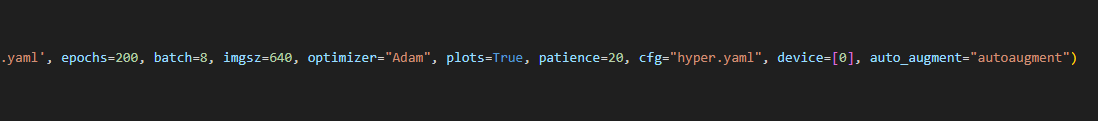 .yaml', epochs=200, batch=8, imgsz=640, optimizer="Adam", plots=True, patience=20, cfg="hyper.yaml", device=[0], auto_augment="autoaugment")